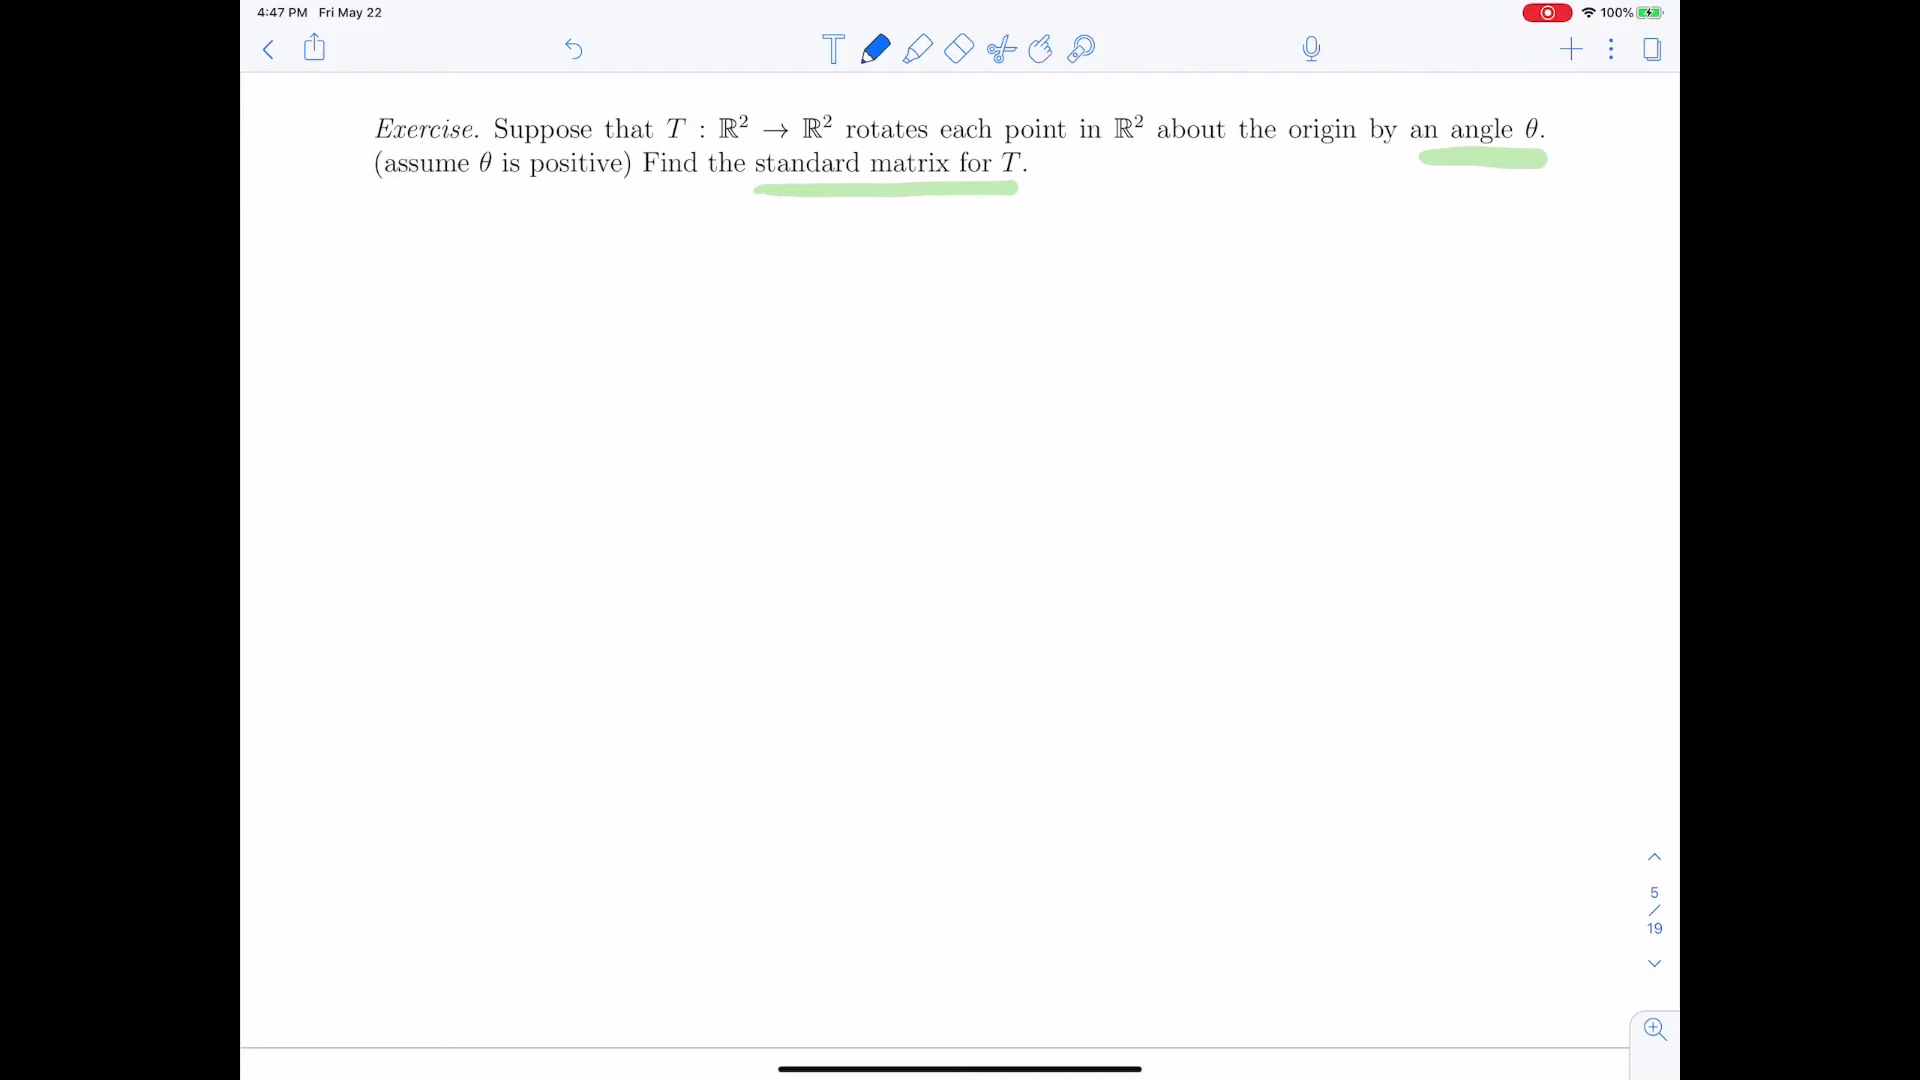 4:47 PM Fri May 22
100%
T
Exercise. Suppose that T : ℝ² → ℝ² rotates each point in ℝ² about the origin by an angle θ.
(assume θ is positive) Find the standard matrix for T.
5
/
19